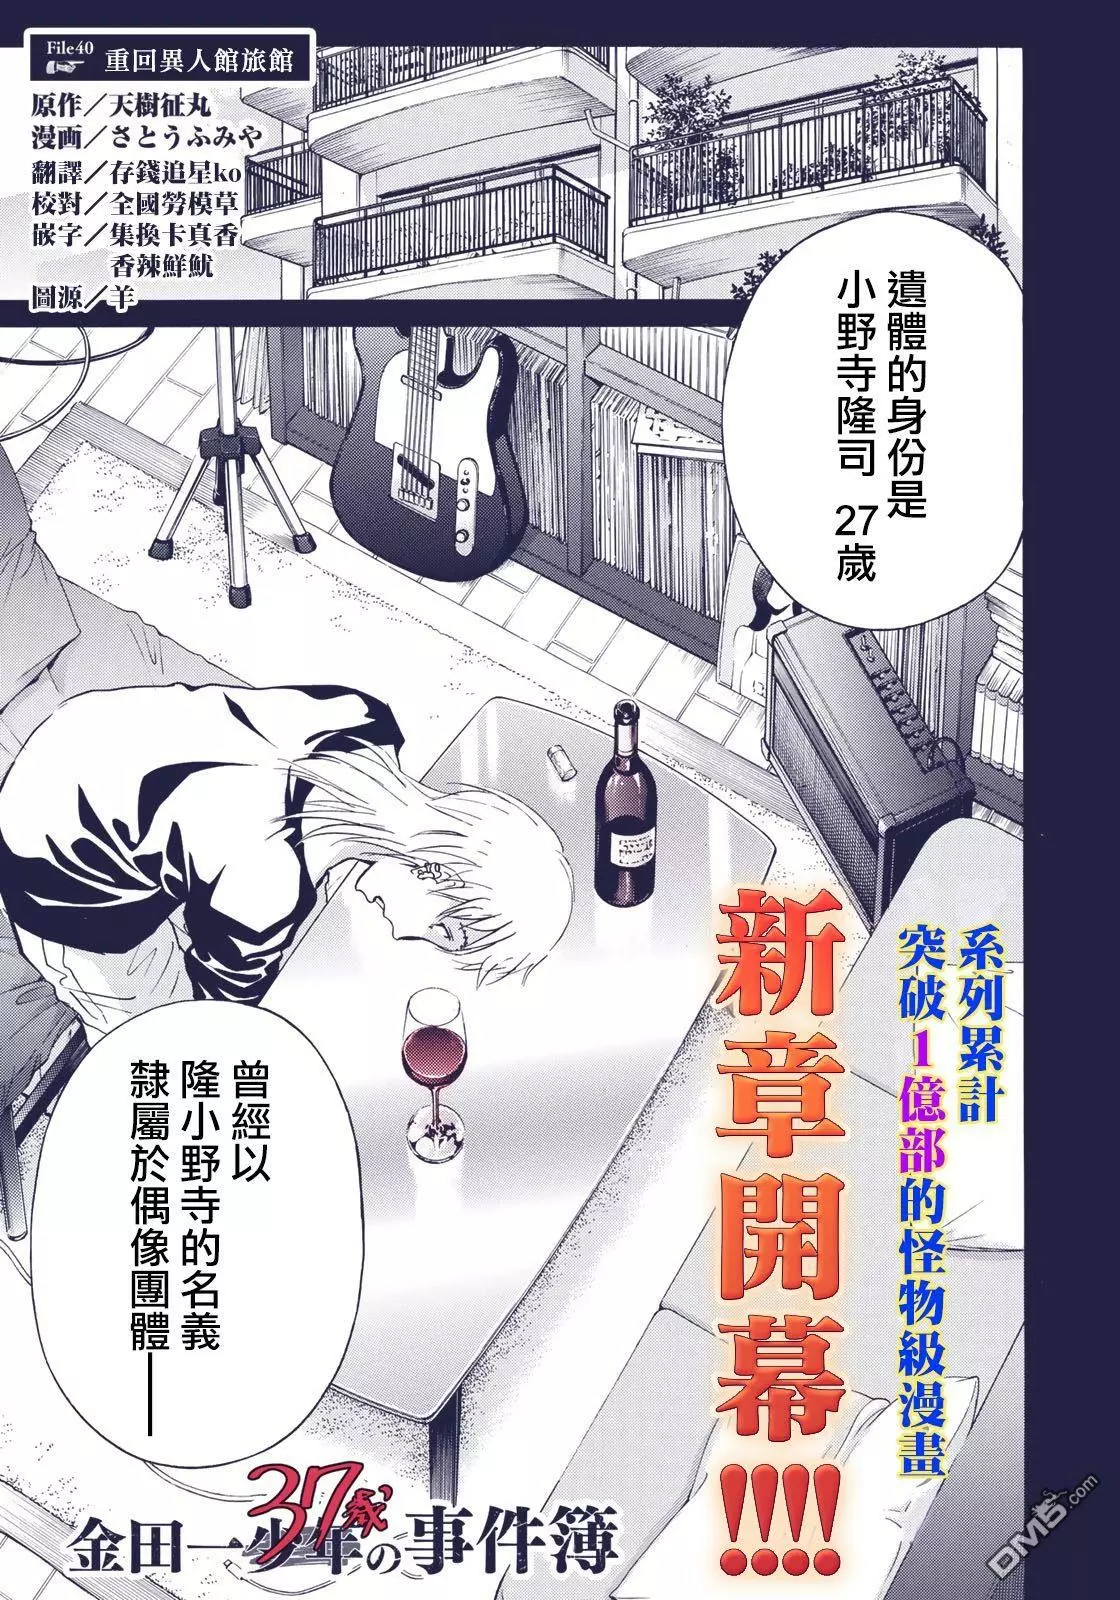 File40
重回異人館旅館
原作／天樹征丸
漫画／さとうふみや
翻譯／存錢追星ko
校對／全國勞模草
嵌字／集換卡真香
香辣鮮魷
圖源／羊
遺體的身份是
小野寺隆司 27歲
系列累計
突破1億部的怪物級漫畫
新章開幕!!!!
曾經以
隆小野寺的名義
隸屬於偶像團體——
金田一37歲の事件簿
DM5.com